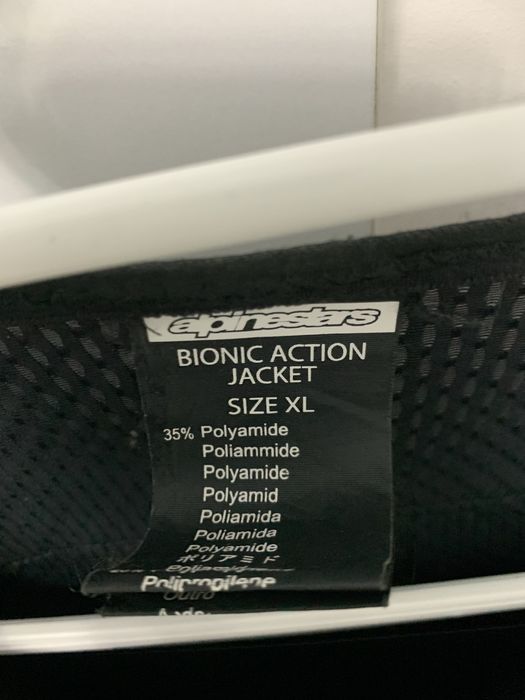 alpinestars
BIONIC ACTION
JACKET
SIZE XL
35% Polyamide
Poliammide
Polyamide
Polyamid
Poliamida
Poliamida
Polyamide
ポリアミド
Polipropilene
Outro